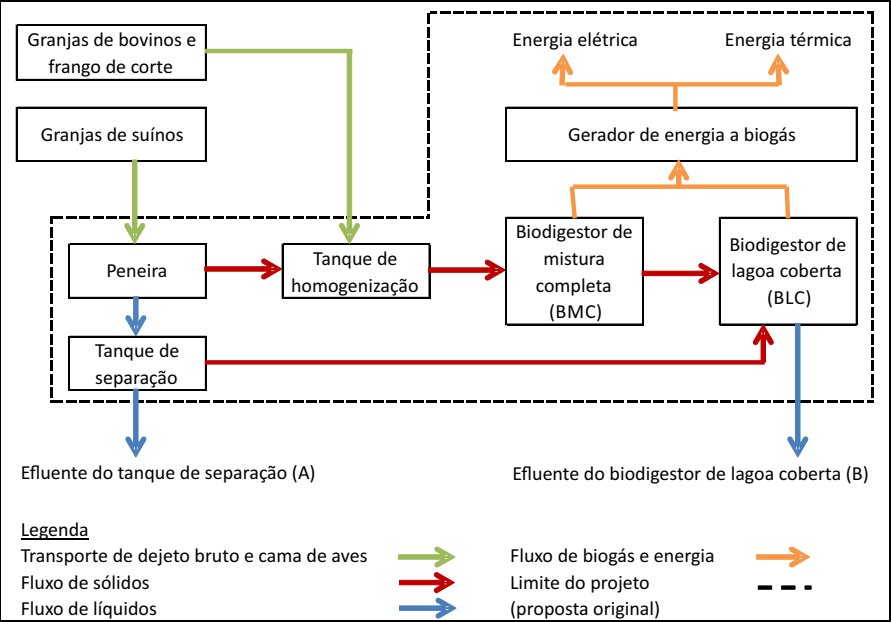 Granjas de bovinos e
frango de corte
Energia elétrica
Energia térmica
Granjas de suínos
Gerador de energia a biogás
Peneira
Tanque de
homogenização
Biodigestor de
mistura
completa
(BMC)
Biodigestor de
lagoa coberta
(BLC)
Tanque de
separação
Efluente do tanque de separação (A)
Efluente do biodigestor de lagoa coberta (B)
Legenda
Transporte de dejeto bruto e cama de aves
Fluxo de sólidos
Fluxo de líquidos
Fluxo de biogás e energia
Limite do projeto
(proposta original)